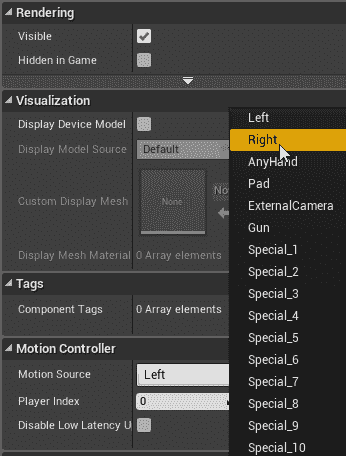 Rendering
Visible
Hidden in Game
Visualization
Display Device Model
Display Model Source Default
Custom Display Mesh None
Display Mesh Material 0 Array elements
Tags
Component Tags 0 Array elements
Motion Controller
Motion Source Left
Player Index 0
Disable Low Latency U
Left
Right
AnyHand
Pad
ExternalCamera
Gun
Special_1
Special_2
Special_3
Special_4
Special_5
Special_6
Special_7
Special_8
Special_9
Special_10